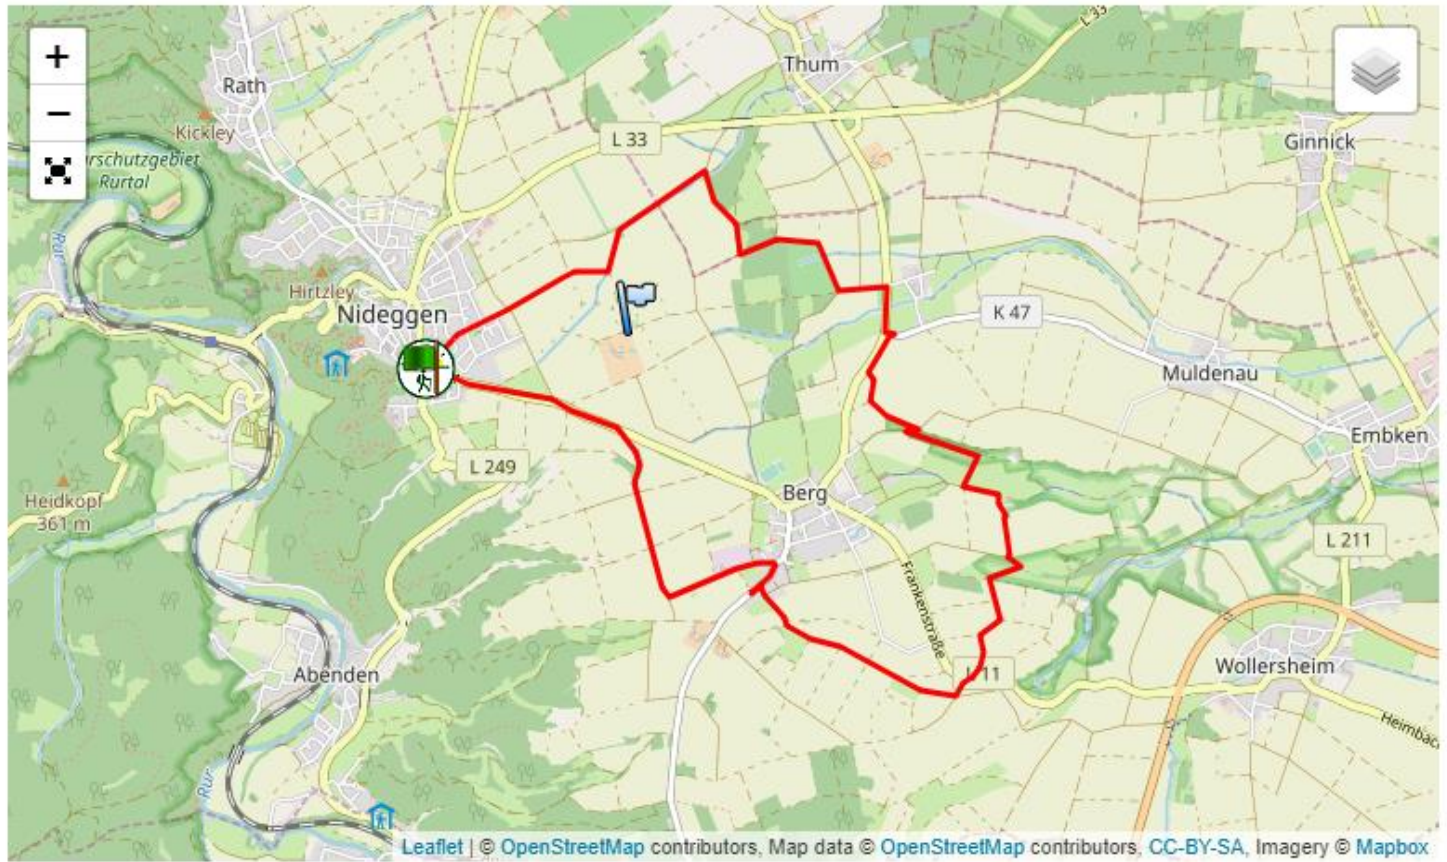 L 33
Thum
+
Rath
−
Kickley
Ginnick
L 33
rschutzgebiet
Rurtal
Rur
Hirtzley
Nideggen
K 47
Muldenau
Embken
L 249
Berg
Heidkopf
361 m
L 211
Frankenstraße
Wollersheim
11
Abenden
Heimbac
Rur
Leaflet | © OpenStreetMap contributors, Map data © OpenStreetMap contributors, CC-BY-SA, Imagery © Mapbox